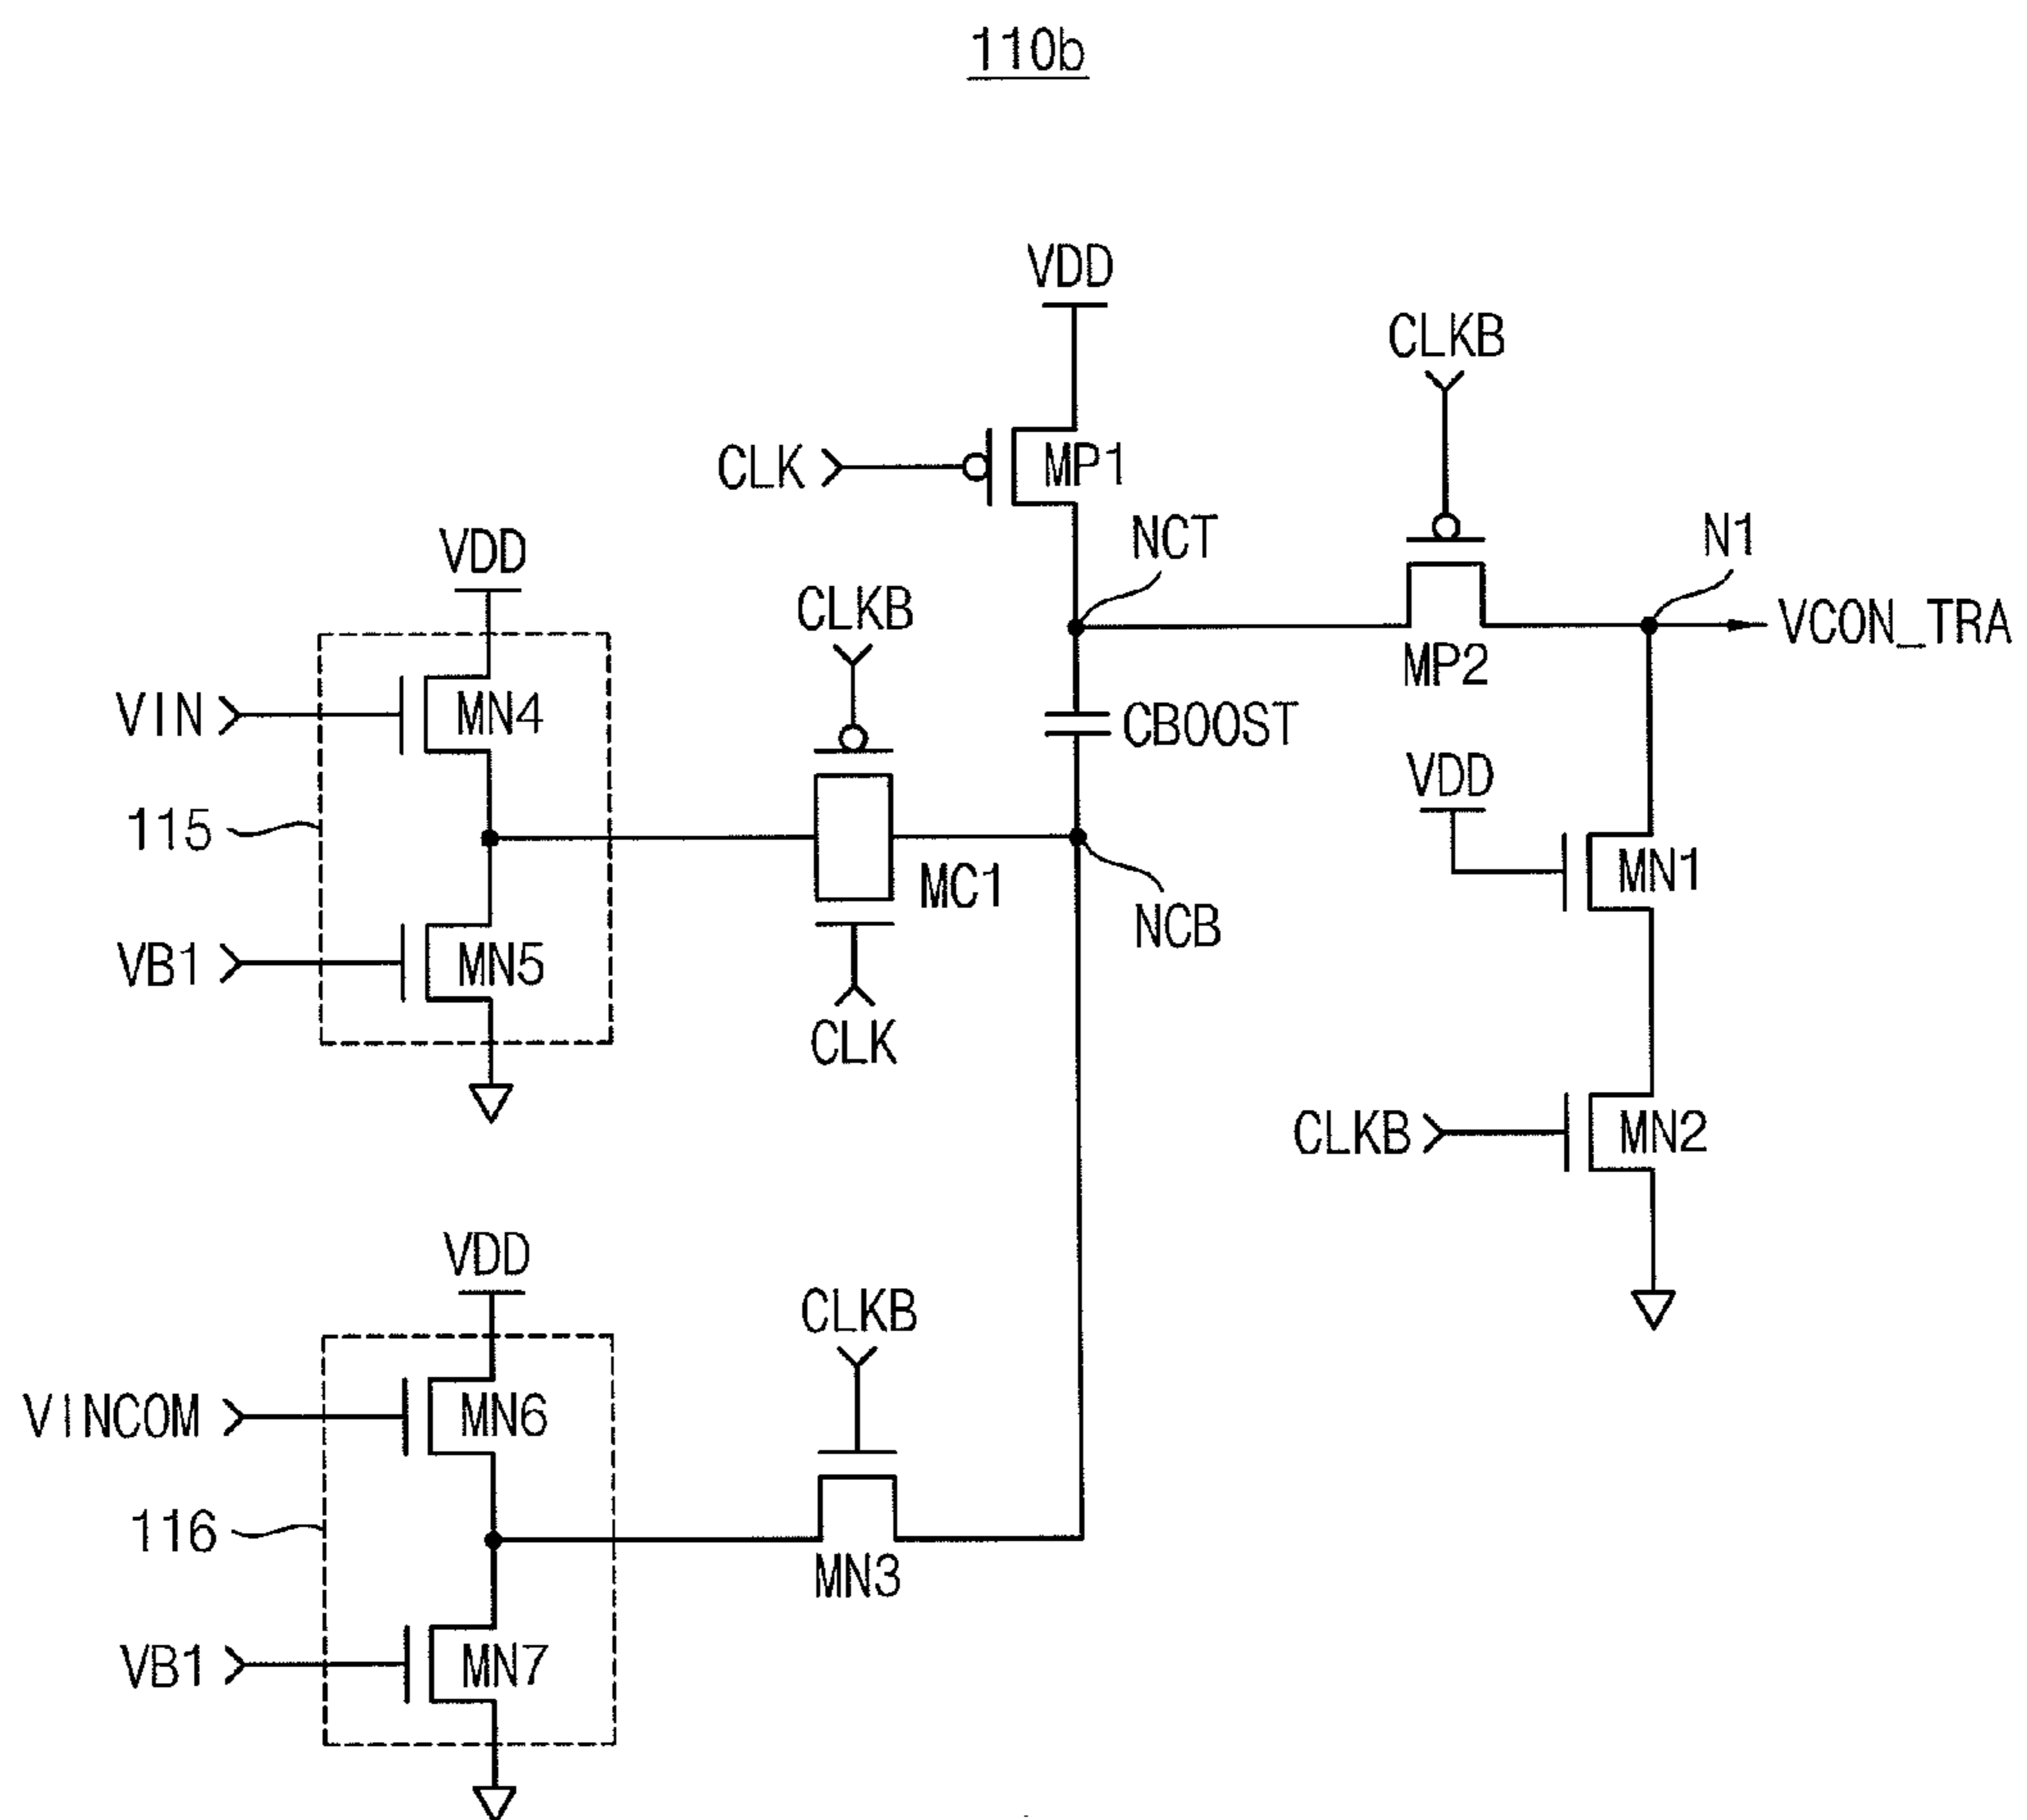 110b
VDD
CLKB
CLK
MP1
NCT
N1
VDD
CLKB
VCON_TRA
MP2
VIN
MN4
CBOOST
VDD
115
MC1
MN1
NCB
VB1
MN5
CLK
CLKB
MN2
VDD
CLKB
VINCOM
MN6
116
MN3
VB1
MN7